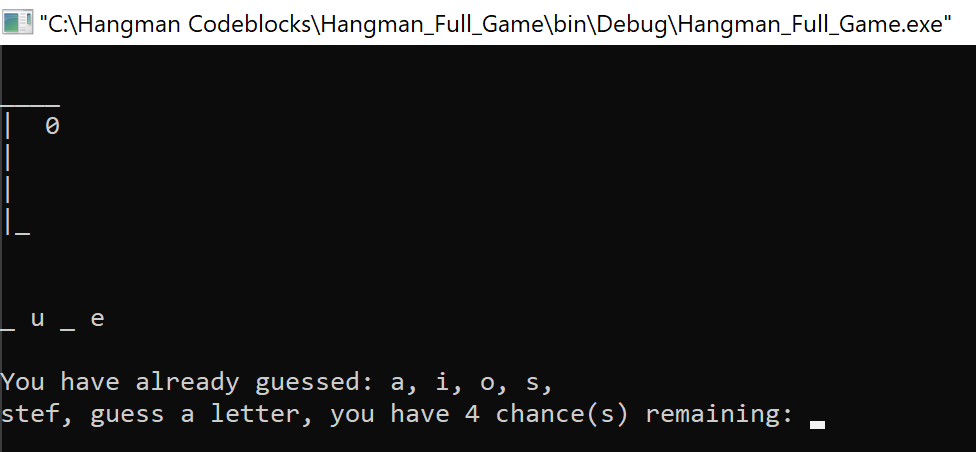 "C:\Hangman Codeblocks\Hangman_Full_Game\bin\Debug\Hangman_Full_Game.exe"
____
|  0
|
|
|_
_ u _ e
You have already guessed: a, i, o, s,
stef, guess a letter, you have 4 chance(s) remaining: